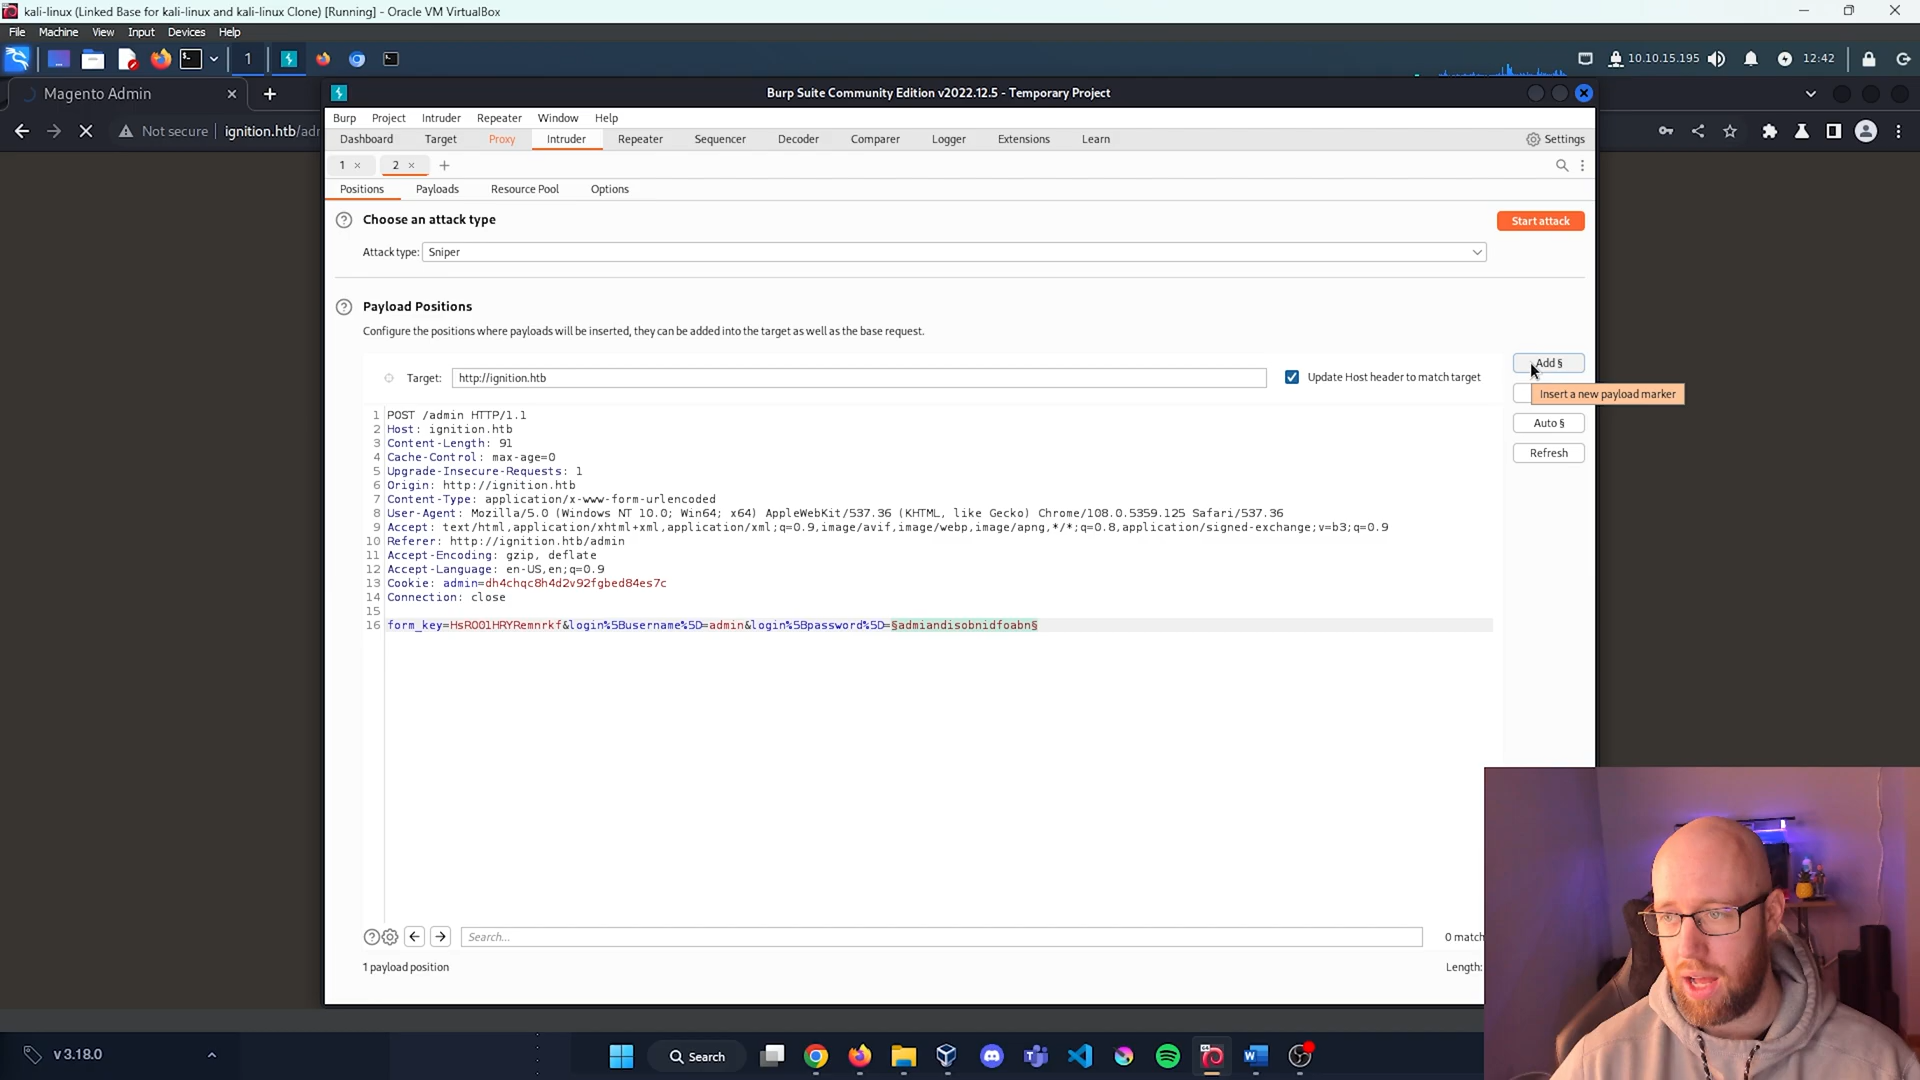 kali-linux (Linked Base for kali-linux and kali-linux Clone) [Running] - Oracle VM VirtualBox
File Machine View Input Devices Help
1
10.10.15.195
12:42
Magento Admin
Not secure
ignition.htb/adn
Burp Suite Community Edition v2022.12.5 - Temporary Project
Burp Project Intruder Repeater Window Help
Dashboard Target Proxy Intruder Repeater Sequencer Decoder Comparer Logger Extensions Learn Settings
1 × 2 × +
Positions Payloads Resource Pool Options
Choose an attack type
Start attack
Attack type: Sniper
Payload Positions
Configure the positions where payloads will be inserted, they can be added into the target as well as the base request.
Add §
Target: http://ignition.htb
Update Host header to match target
Insert a new payload marker
Auto §
Refresh
1 POST /admin HTTP/1.1
2 Host: ignition.htb
3 Content-Length: 91
4 Cache-Control: max-age=0
5 Upgrade-Insecure-Requests: 1
6 Origin: http://ignition.htb
7 Content-Type: application/x-www-form-urlencoded
8 User-Agent: Mozilla/5.0 (Windows NT 10.0; Win64; x64) AppleWebKit/537.36 (KHTML, like Gecko) Chrome/108.0.5359.125 Safari/537.36
9 Accept: text/html,application/xhtml+xml,application/xml;q=0.9,image/avif,image/webp,image/apng,*/*;q=0.8,application/signed-exchange;v=b3;q=0.9
10 Referer: http://ignition.htb/admin
11 Accept-Encoding: gzip, deflate
12 Accept-Language: en-US,en;q=0.9
13 Cookie: admin=dh4chqc8h4d2v92fgbed84es7c
14 Connection: close
15
16 form_key=HsR0O1HRYRemnrkf&login%5Busername%5D=admin&login%5Bpassword%5D=§admiandisobnidfoabn§
Search...
0 match
1 payload position
Length:
v 3.18.0
Search